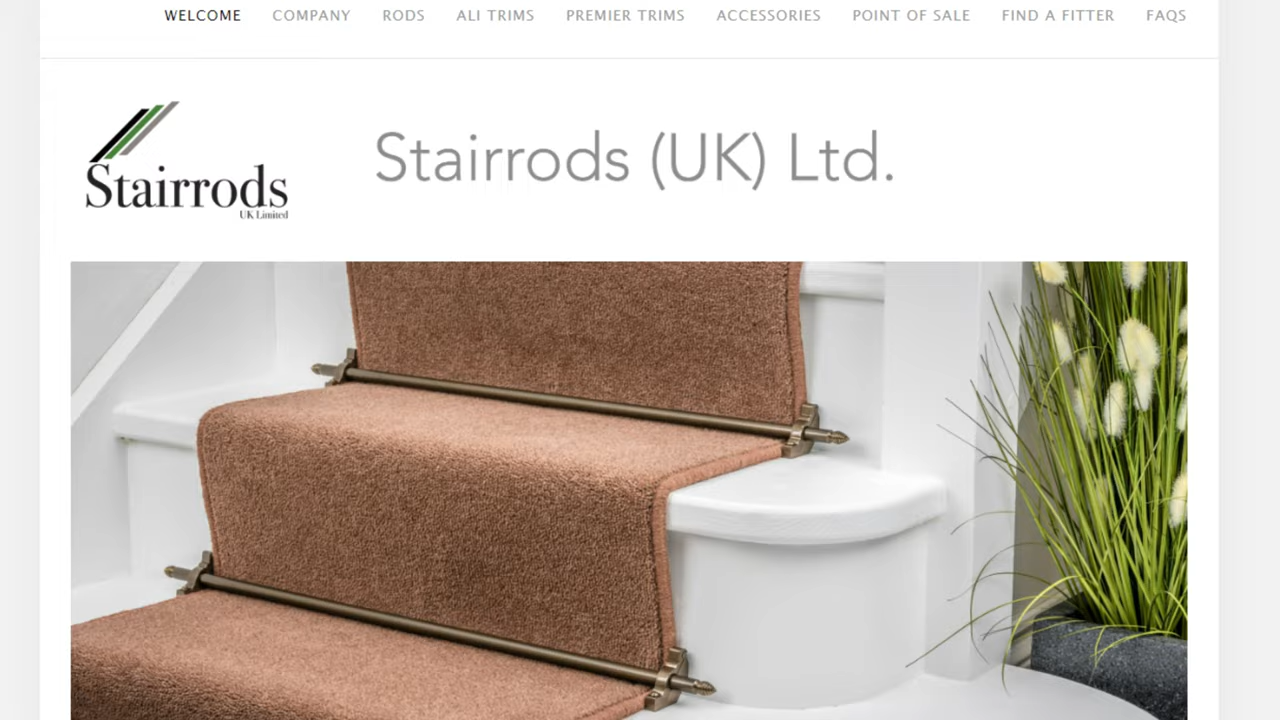 WELCOME COMPANY RODS ALI TRIMS PREMIER TRIMS ACCESSORIES POINT OF SALE FIND A FITTER FAQS
Stairrods
UK Limited
Stairrods (UK) Ltd.